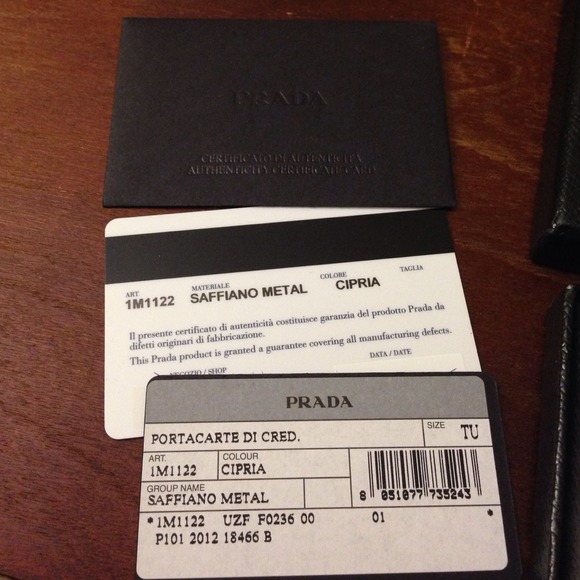 PRADA
CERTIFICATO DI AUTENTICITÀ
AUTHENTICITY CERTIFICATE CARD
ART. MATERIALE COLORE TAGLIA
1M1122 SAFFIANO METAL CIPRIA
Il presente certificato di autenticità costituisce garanzia del prodotto Prada da
difetti originari di fabbricazione.
This Prada product is granted a guarantee covering all manufacturing defects.
NEGOZIO / SHOP DATA / DATE
PRADA
PORTACARTE DI CRED. SIZE TU
ART. COLOUR
1M1122 CIPRIA
GROUP NAME
SAFFIANO METAL
8 051077 735243
*1M1122 UZF F0236 00 01 *
P101 2012 18466 B